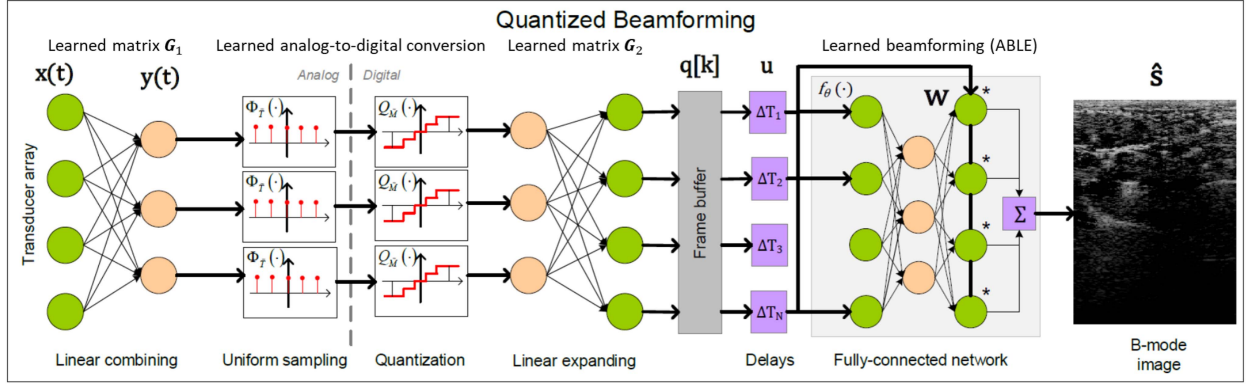 Quantized Beamforming
Learned matrix G₁
Learned analog-to-digital conversion
Learned matrix G₂
Learned beamforming (ABLE)
x(t)
y(t)
Analog
Digital
q[k]
u
f_θ(·)
W
ŝ
Transducer array
Φ_T̃(·)
Q_M̃(·)
Φ_T̃(·)
Q_M̃(·)
Φ_T̃(·)
Q_M̃(·)
Frame buffer
ΔT₁
ΔT₂
ΔT₃
ΔT_N
*
*
*
*
Σ
Linear combining
Uniform sampling
Quantization
Linear expanding
Delays
Fully-connected network
B-mode
image